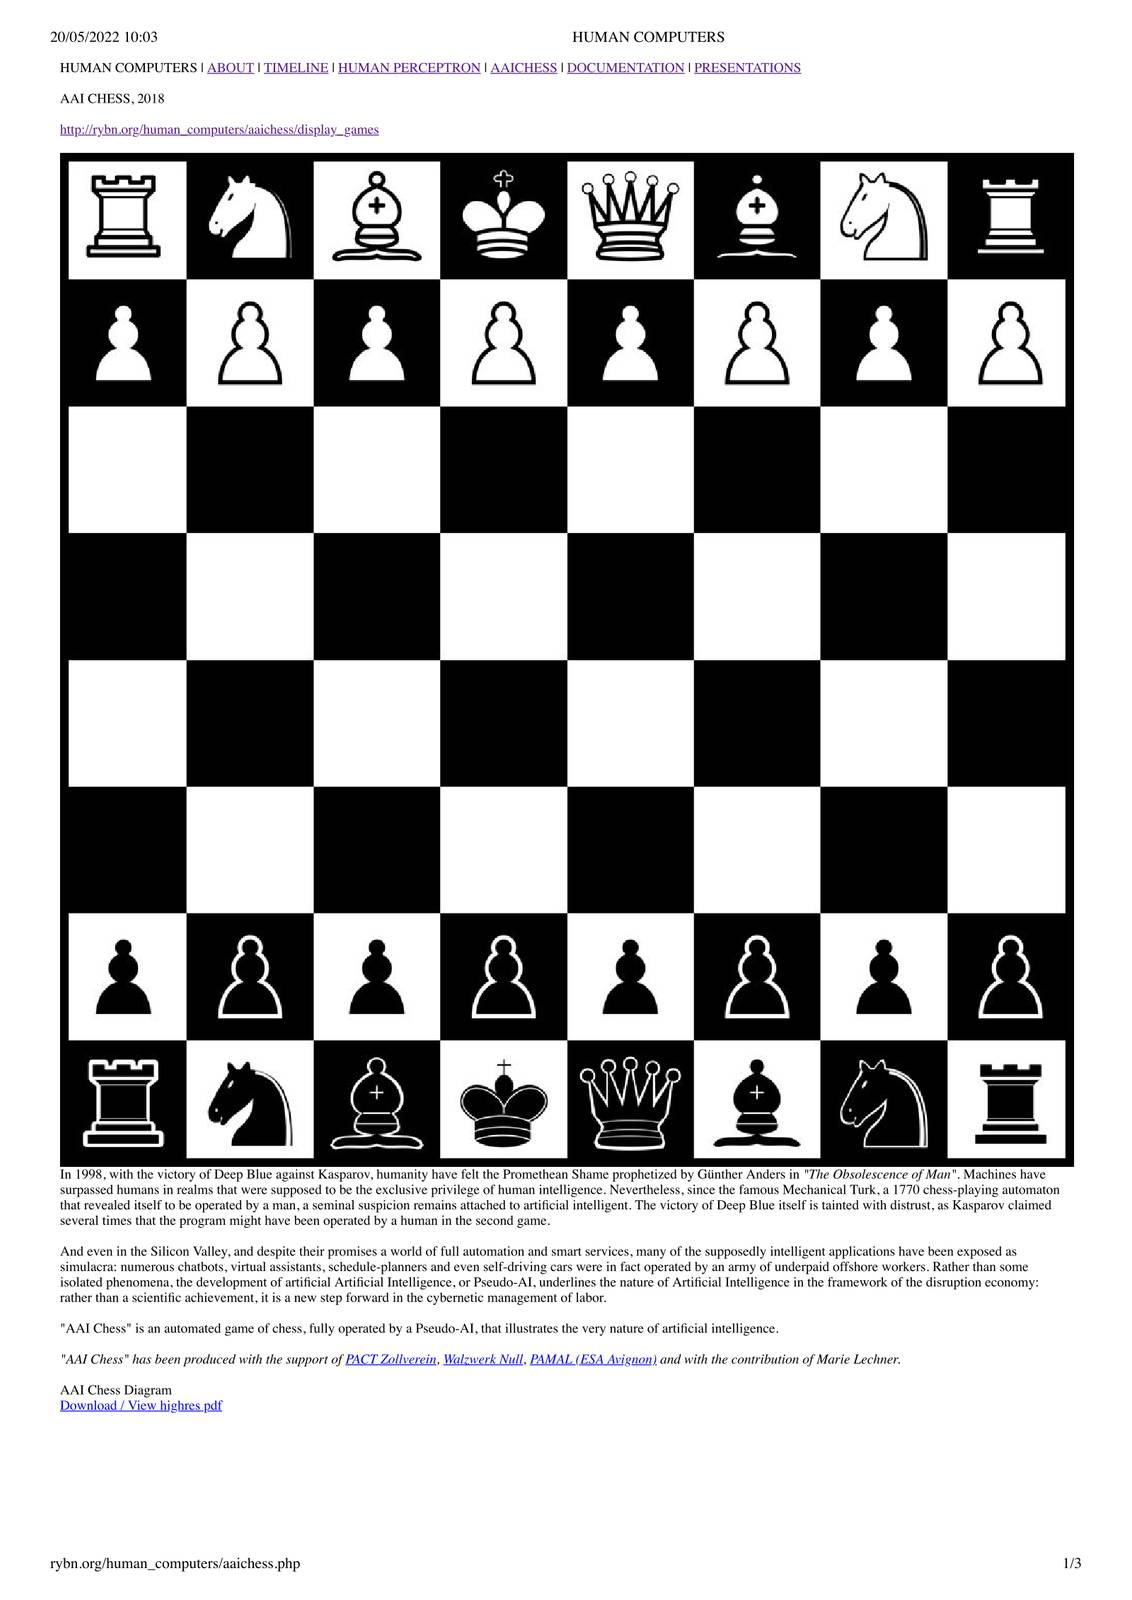 20/05/2022 10:03 HUMAN COMPUTERS
HUMAN COMPUTERS | ABOUT | TIMELINE | HUMAN PERCEPTRON | AAICHESS | DOCUMENTATION | PRESENTATIONS
AAI CHESS, 2018
http://rybn.org/human_computers/aaichess/display_games
In 1998, with the victory of Deep Blue against Kasparov, humanity have felt the Promethean Shame prophetized by Günther Anders in "The Obsolescence of Man". Machines have
surpassed humans in realms that were supposed to be the exclusive privilege of human intelligence. Nevertheless, since the famous Mechanical Turk, a 1770 chess-playing automaton
that revealed itself to be operated by a man, a seminal suspicion remains attached to artificial intelligent. The victory of Deep Blue itself is tainted with distrust, as Kasparov claimed
several times that the program might have been operated by a human in the second game.
And even in the Silicon Valley, and despite their promises a world of full automation and smart services, many of the supposedly intelligent applications have been exposed as
simulacra: numerous chatbots, virtual assistants, schedule-planners and even self-driving cars were in fact operated by an army of underpaid offshore workers. Rather than some
isolated phenomena, the development of artificial Artificial Intelligence, or Pseudo-AI, underlines the nature of Artificial Intelligence in the framework of the disruption economy:
rather than a scientific achievement, it is a new step forward in the cybernetic management of labor.
"AAI Chess" is an automated game of chess, fully operated by a Pseudo-AI, that illustrates the very nature of artificial intelligence.
"AAI Chess" has been produced with the support of PACT Zollverein, Walzwerk Null, PAMAL (ESA Avignon) and with the contribution of Marie Lechner.
AAI Chess Diagram
Download / View highres pdf
rybn.org/human_computers/aaichess.php 1/3